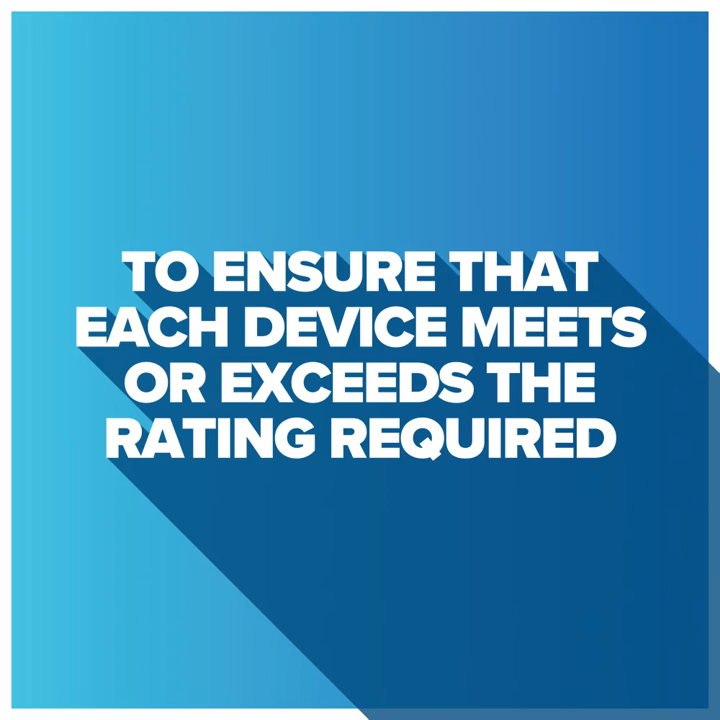 TO ENSURE THAT
EACH DEVICE MEETS
OR EXCEEDS THE
RATING REQUIRED